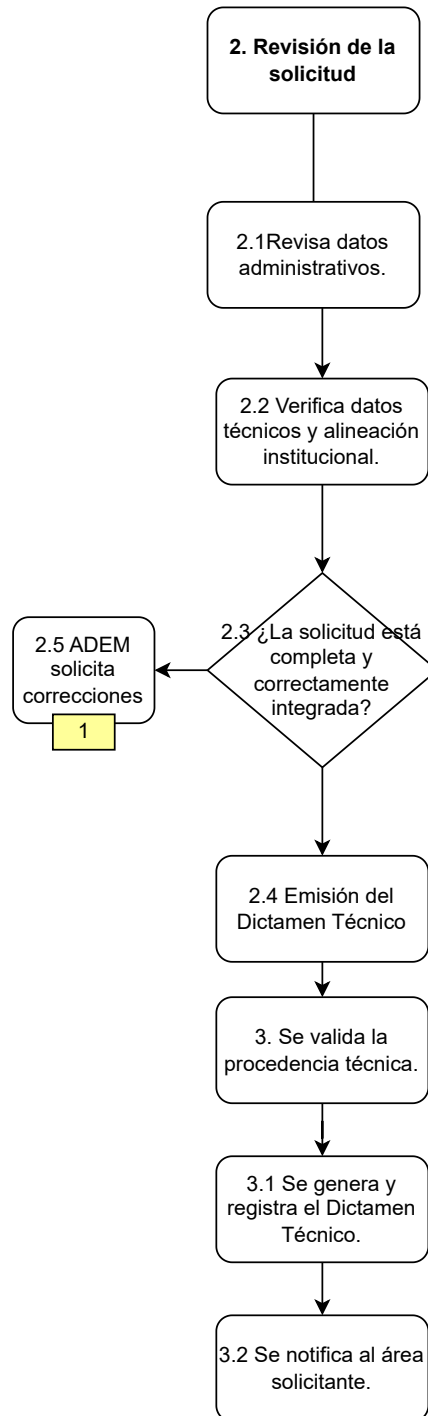 2. Revisión de la
solicitud
2.1Revisa datos
administrativos.
2.2 Verifica datos
técnicos y alineación
institucional.
2.3 ¿La solicitud está
completa y
correctamente
integrada?
2.5 ADEM
solicita
correcciones
1
2.4 Emisión del
Dictamen Técnico
3. Se valida la
procedencia técnica.
3.1 Se genera y
registra el Dictamen
Técnico.
3.2 Se notifica al área
solicitante.